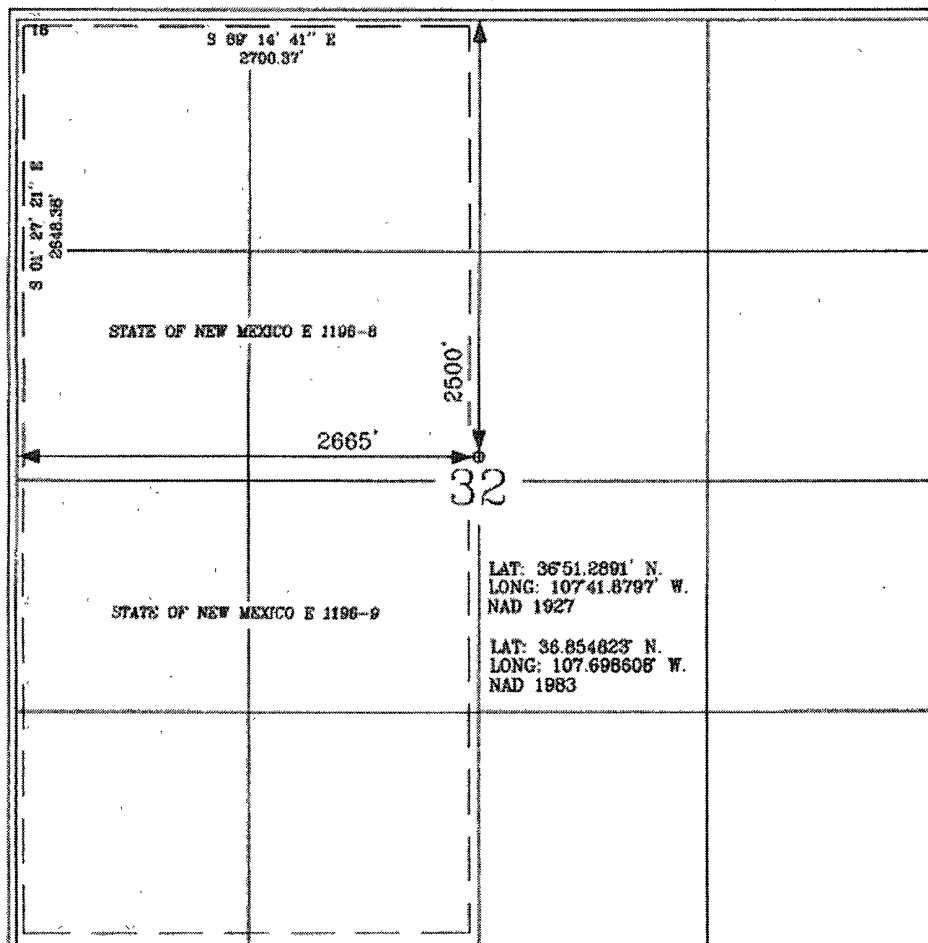 16
S 89° 14' 41" E
2700.37'
S 01° 27' 21" E
2648.38'
STATE OF NEW MEXICO E 1196-8
2500'
2665'
32
LAT: 36°51.2891' N.
LONG: 107°41.8797' W.
NAD 1927
STATE OF NEW MEXICO E 1196-9
LAT: 36.854823° N.
LONG: 107.698608° W.
NAD 1983